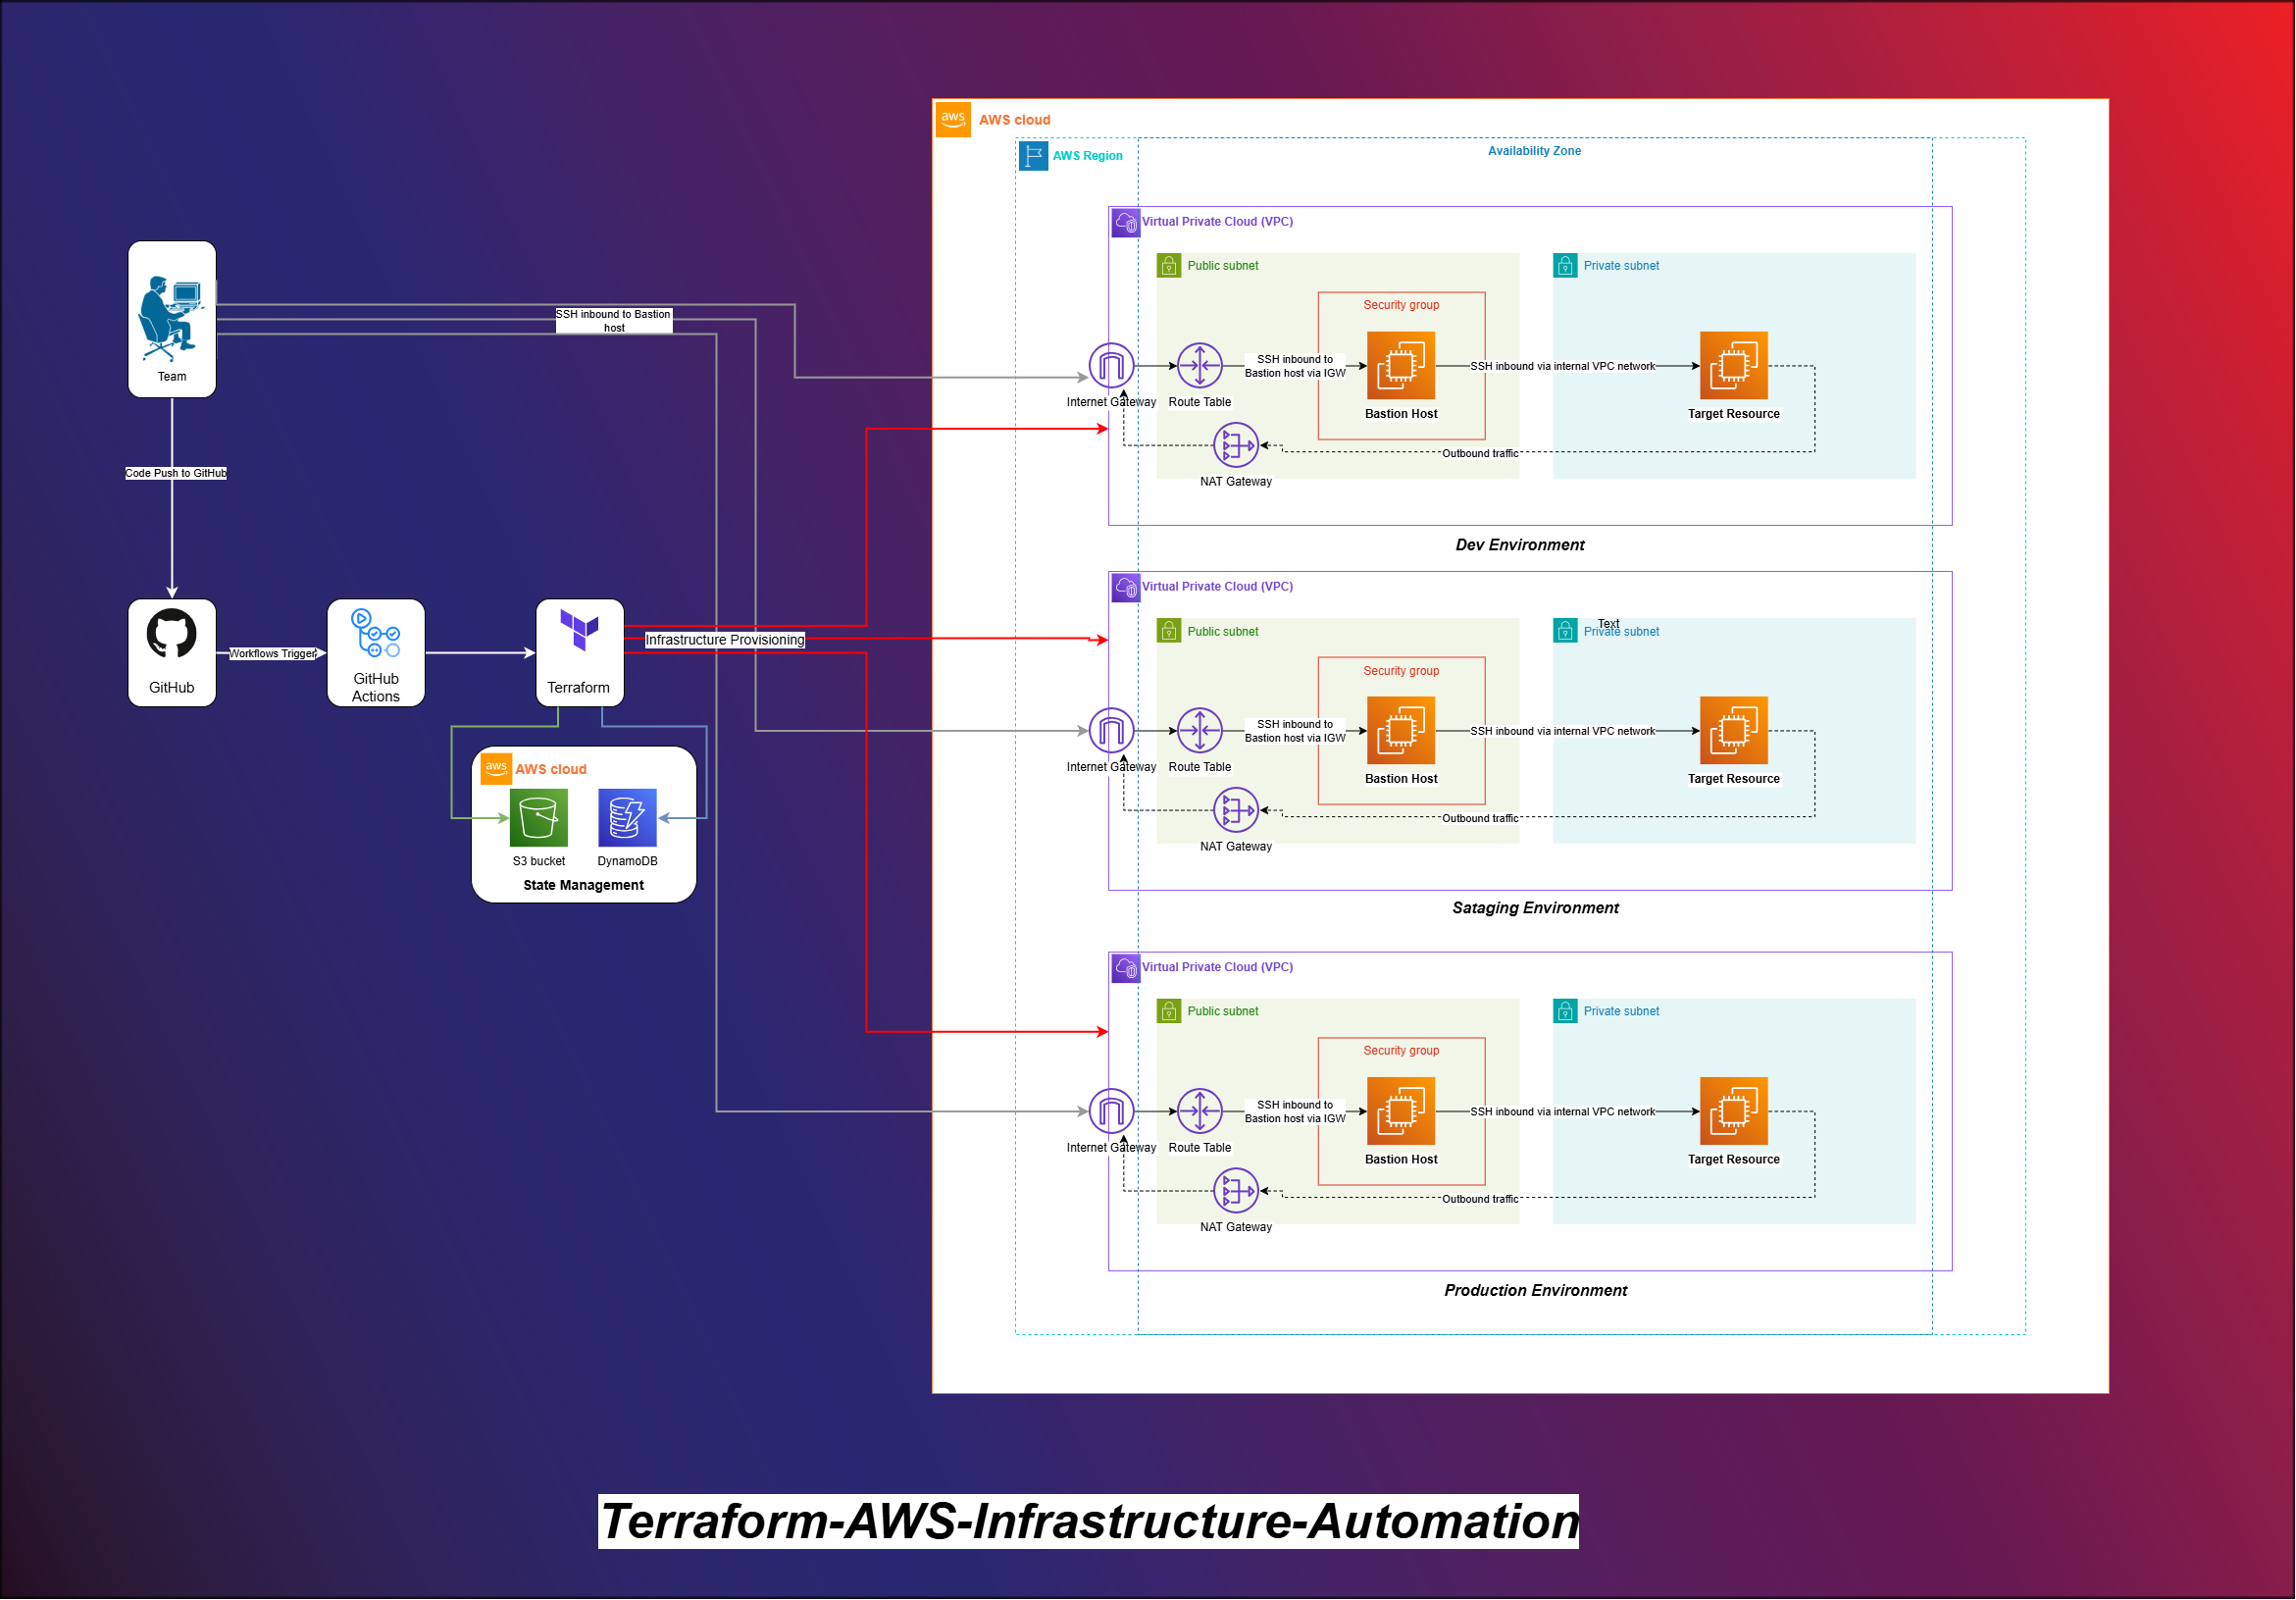 aws
AWS cloud
AWS Region
Availability Zone
Virtual Private Cloud (VPC)
Public subnet
Private subnet
Security group
SSH inbound to
Bastion host via IGW
SSH inbound via internal VPC network
Internet Gateway
Route Table
Bastion Host
Target Resource
Outbound traffic
NAT Gateway
Dev Environment
Team
SSH inbound to Bastion
host
Code Push to GitHub
GitHub
Workflows Trigger
GitHub
Actions
Terraform
Infrastructure Provisioning
aws
AWS cloud
S3 bucket
DynamoDB
State Management
Virtual Private Cloud (VPC)
Public subnet
Text
Private subnet
Security group
SSH inbound to
Bastion host via IGW
SSH inbound via internal VPC network
Internet Gateway
Route Table
Bastion Host
Target Resource
Outbound traffic
NAT Gateway
Sataging Environment
Virtual Private Cloud (VPC)
Public subnet
Private subnet
Security group
SSH inbound to
Bastion host via IGW
SSH inbound via internal VPC network
Internet Gateway
Route Table
Bastion Host
Target Resource
Outbound traffic
NAT Gateway
Production Environment
Terraform-AWS-Infrastructure-Automation